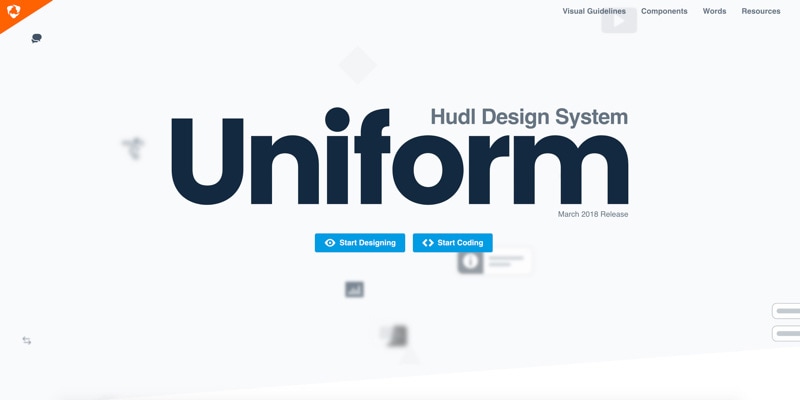 Visual Guidelines Components Words Resources
Hudl Design System
Uniform
March 2018 Release
Start Designing Start Coding